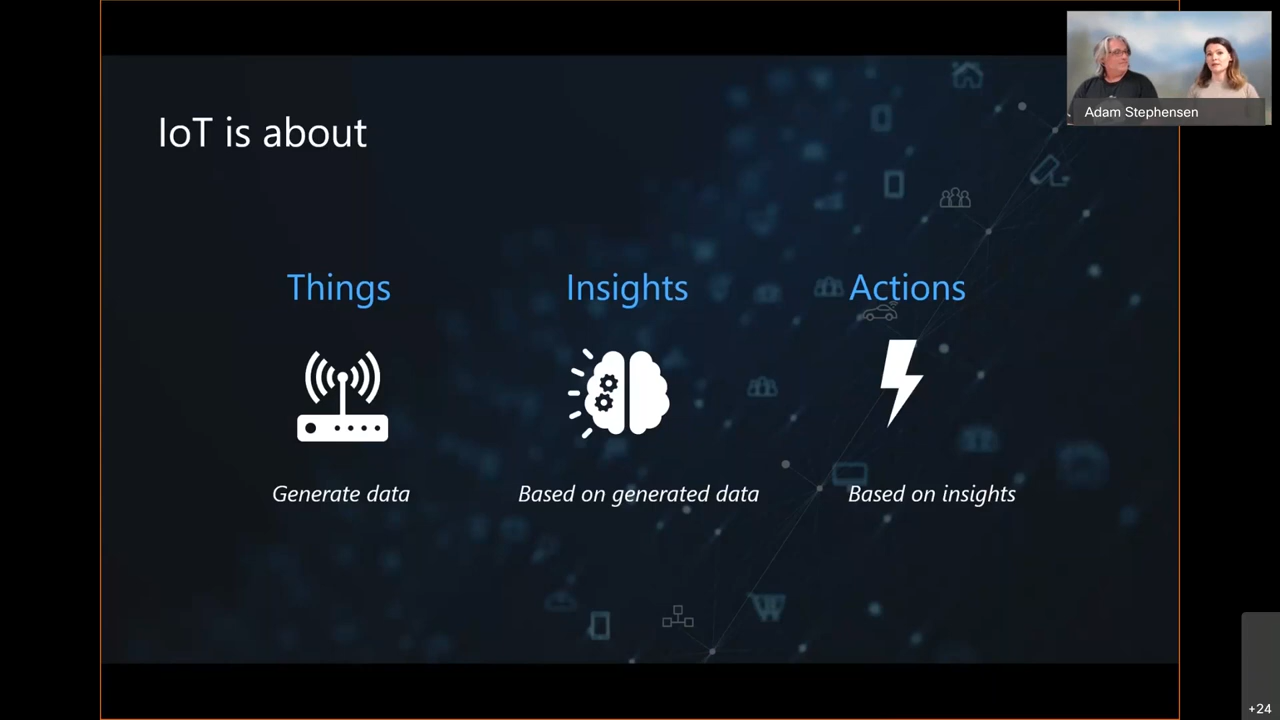 Adam Stephensen
IoT is about
Things
Insights
Actions
Generate data
Based on generated data
Based on insights
+24